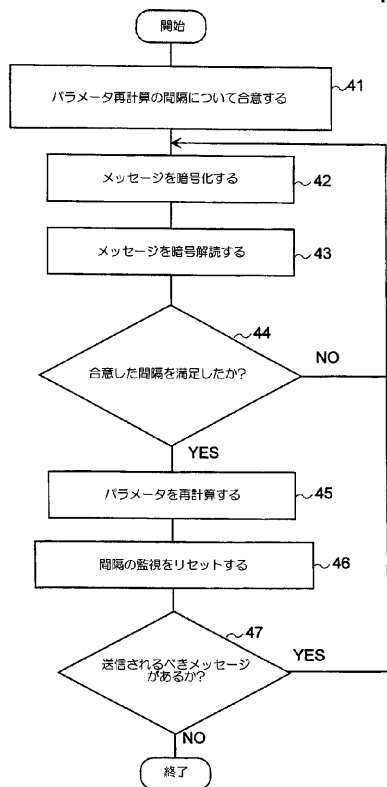 開始
パラメータ再計算の間隔について合意する
41
メッセージを暗号化する
42
メッセージを暗号解読する
43
44
合意した間隔を満足したか?
NO
YES
パラメータを再計算する
45
間隔の監視をリセットする
46
47
送信されるべきメッセージ
があるか?
YES
NO
終了